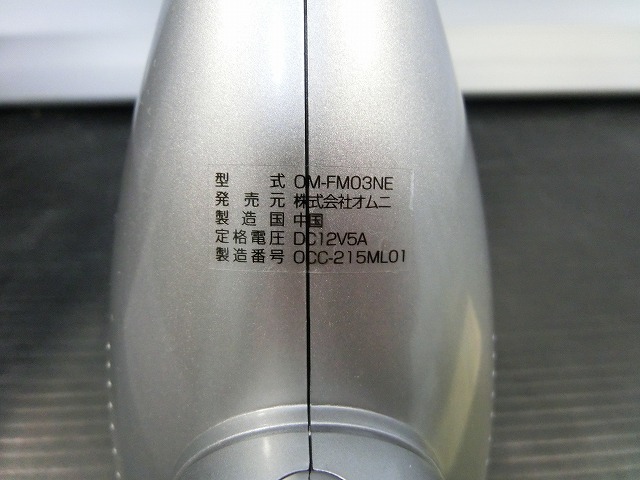 型式 OM-FM03NE
発売元 株式会社オムニ
製造国 中国
定格電圧 DC12V5A
製造番号 OCC-215ML01